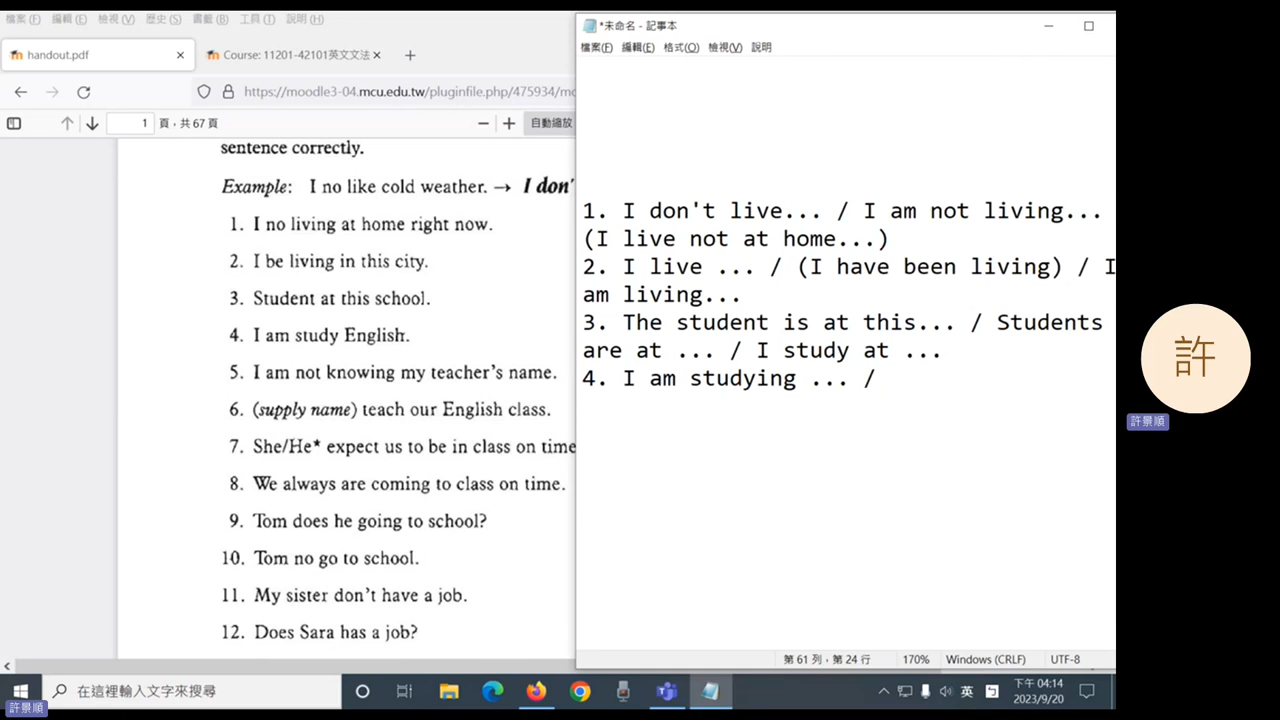 檔案(F) 編輯(E) 檢視(V) 歷史(S) 書籤(B) 工具(T) 說明(H)
handout.pdf
Course: 11201-42101英文文法
https://moodle3-04.mcu.edu.tw/pluginfile.php/475934/mo
1 頁，共 67 頁
自動縮放
sentence correctly.
Example: I no like cold weather. → I don'
1. I no living at home right now.
2. I be living in this city.
3. Student at this school.
4. I am study English.
5. I am not knowing my teacher's name.
6. (supply name) teach our English class.
7. She/He* expect us to be in class on time
8. We always are coming to class on time.
9. Tom does he going to school?
10. Tom no go to school.
11. My sister don't have a job.
12. Does Sara has a job?
*未命名 - 記事本
檔案(F) 編輯(E) 格式(O) 檢視(V) 說明
1. I don't live... / I am not living...
(I live not at home...)
2. I live ... / (I have been living) / I
am living...
3. The student is at this... / Students
are at ... / I study at ...
4. I am studying ... /
第 61 列，第 24 行 170% Windows (CRLF) UTF-8
許
許景順
在這裡輸入文字來搜尋
英
下午 04:14
2023/9/20
許景順